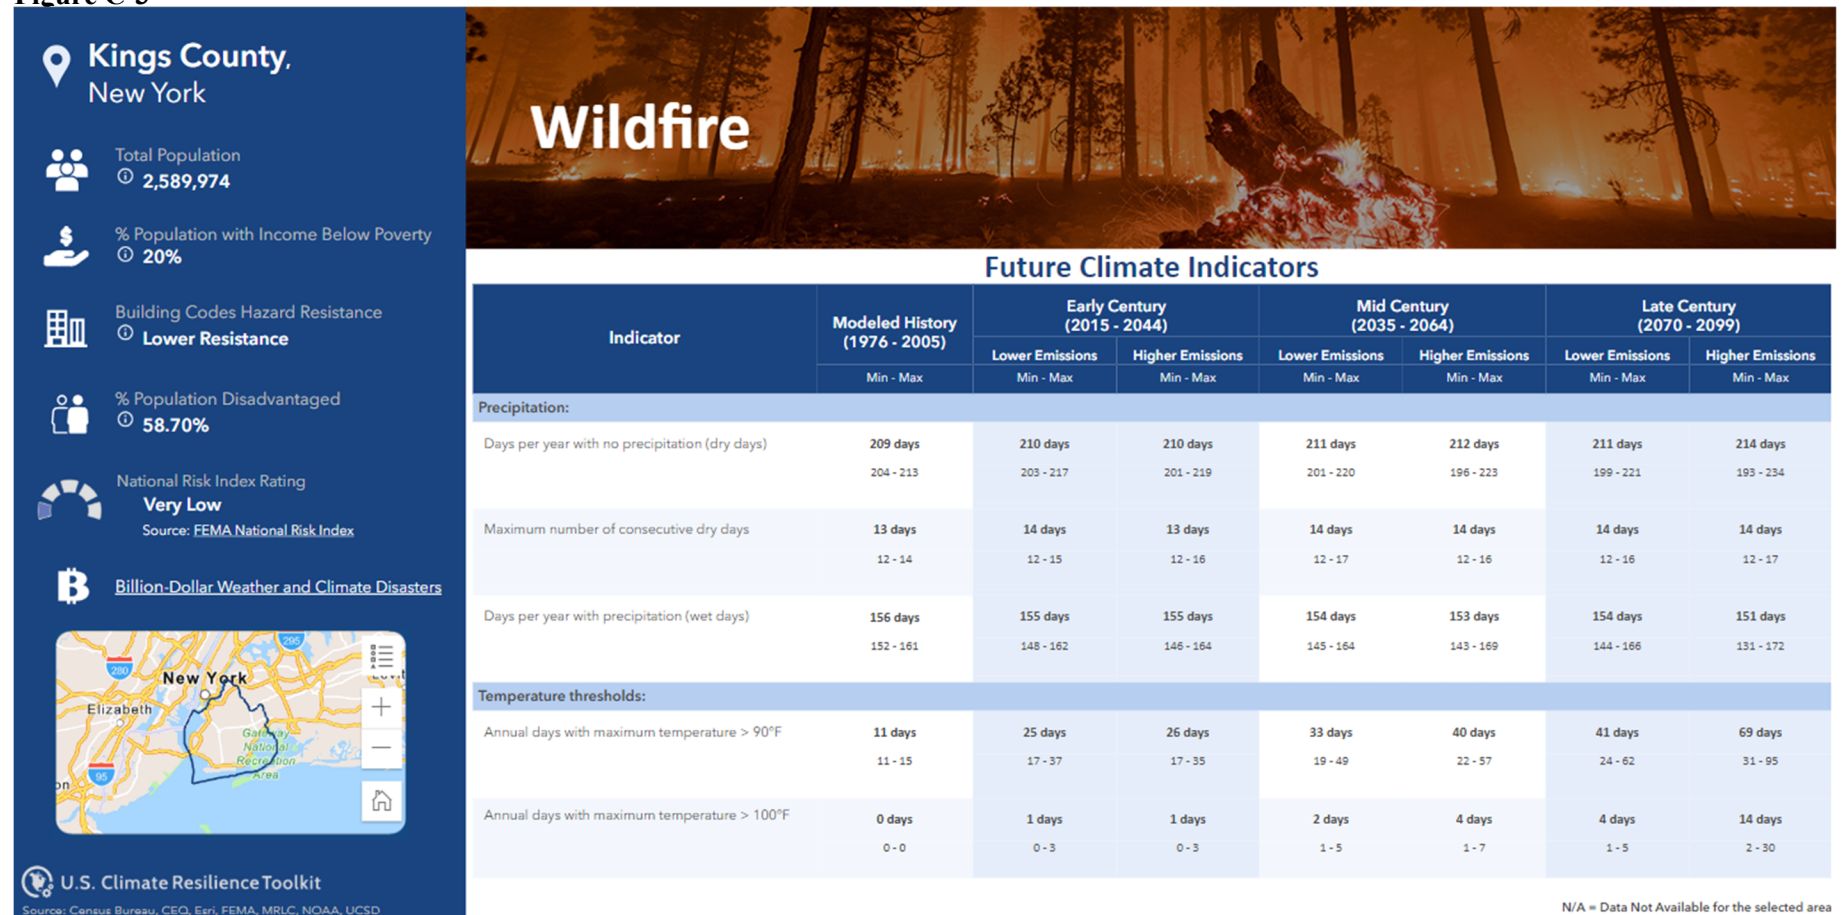 Figure C-3
Kings County,
New York
Total Population
2,589,974
% Population with Income Below Poverty
20%
Building Codes Hazard Resistance
Lower Resistance
% Population Disadvantaged
58.70%
National Risk Index Rating
Very Low
Source: FEMA National Risk Index
Billion-Dollar Weather and Climate Disasters
295
280
New York
Elizabeth
Gateway
National
Recreation
Area
95
U.S. Climate Resilience Toolkit
Source: Census Bureau, CEQ, Esri, FEMA, MRLC, NOAA, UCSD
Wildfire
Future Climate Indicators
Indicator
Modeled History
(1976 - 2005)
Early Century
(2015 - 2044)
Mid Century
(2035 - 2064)
Late Century
(2070 - 2099)
Lower Emissions Higher Emissions Lower Emissions Higher Emissions Lower Emissions Higher Emissions
Min - Max Min - Max Min - Max Min - Max Min - Max Min - Max Min - Max
Precipitation:
Days per year with no precipitation (dry days) 209 days 210 days 210 days 211 days 212 days 211 days 214 days
204 - 213 203 - 217 201 - 219 201 - 220 196 - 223 199 - 221 193 - 234
Maximum number of consecutive dry days 13 days 14 days 13 days 14 days 14 days 14 days 14 days
12 - 14 12 - 15 12 - 16 12 - 17 12 - 16 12 - 16 12 - 17
Days per year with precipitation (wet days) 156 days 155 days 155 days 154 days 153 days 154 days 151 days
152 - 161 148 - 162 146 - 164 145 - 164 143 - 169 144 - 166 131 - 172
Temperature thresholds:
Annual days with maximum temperature > 90°F 11 days 25 days 26 days 33 days 40 days 41 days 69 days
11 - 15 17 - 37 17 - 35 19 - 49 22 - 57 24 - 62 31 - 95
Annual days with maximum temperature > 100°F 0 days 1 days 1 days 2 days 4 days 4 days 14 days
0 - 0 0 - 3 0 - 3 1 - 5 1 - 7 1 - 5 2 - 30
N/A = Data Not Available for the selected area